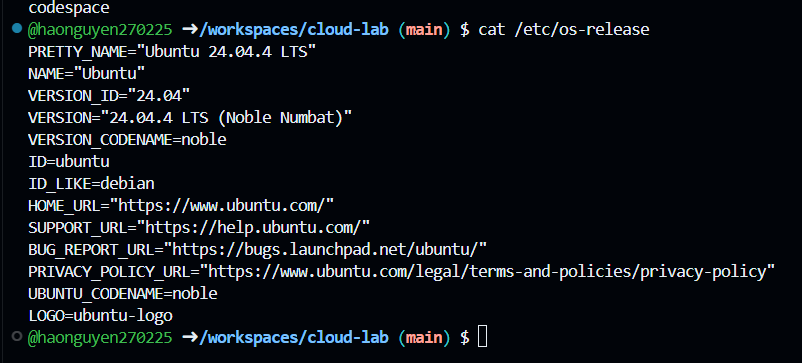 codespace
@haonguyen270225 ➜/workspaces/cloud-lab (main) $ cat /etc/os-release
PRETTY_NAME="Ubuntu 24.04.4 LTS"
NAME="Ubuntu"
VERSION_ID="24.04"
VERSION="24.04.4 LTS (Noble Numbat)"
VERSION_CODENAME=noble
ID=ubuntu
ID_LIKE=debian
HOME_URL="https://www.ubuntu.com/"
SUPPORT_URL="https://help.ubuntu.com/"
BUG_REPORT_URL="https://bugs.launchpad.net/ubuntu/"
PRIVACY_POLICY_URL="https://www.ubuntu.com/legal/terms-and-policies/privacy-policy"
UBUNTU_CODENAME=noble
LOGO=ubuntu-logo
@haonguyen270225 ➜/workspaces/cloud-lab (main) $